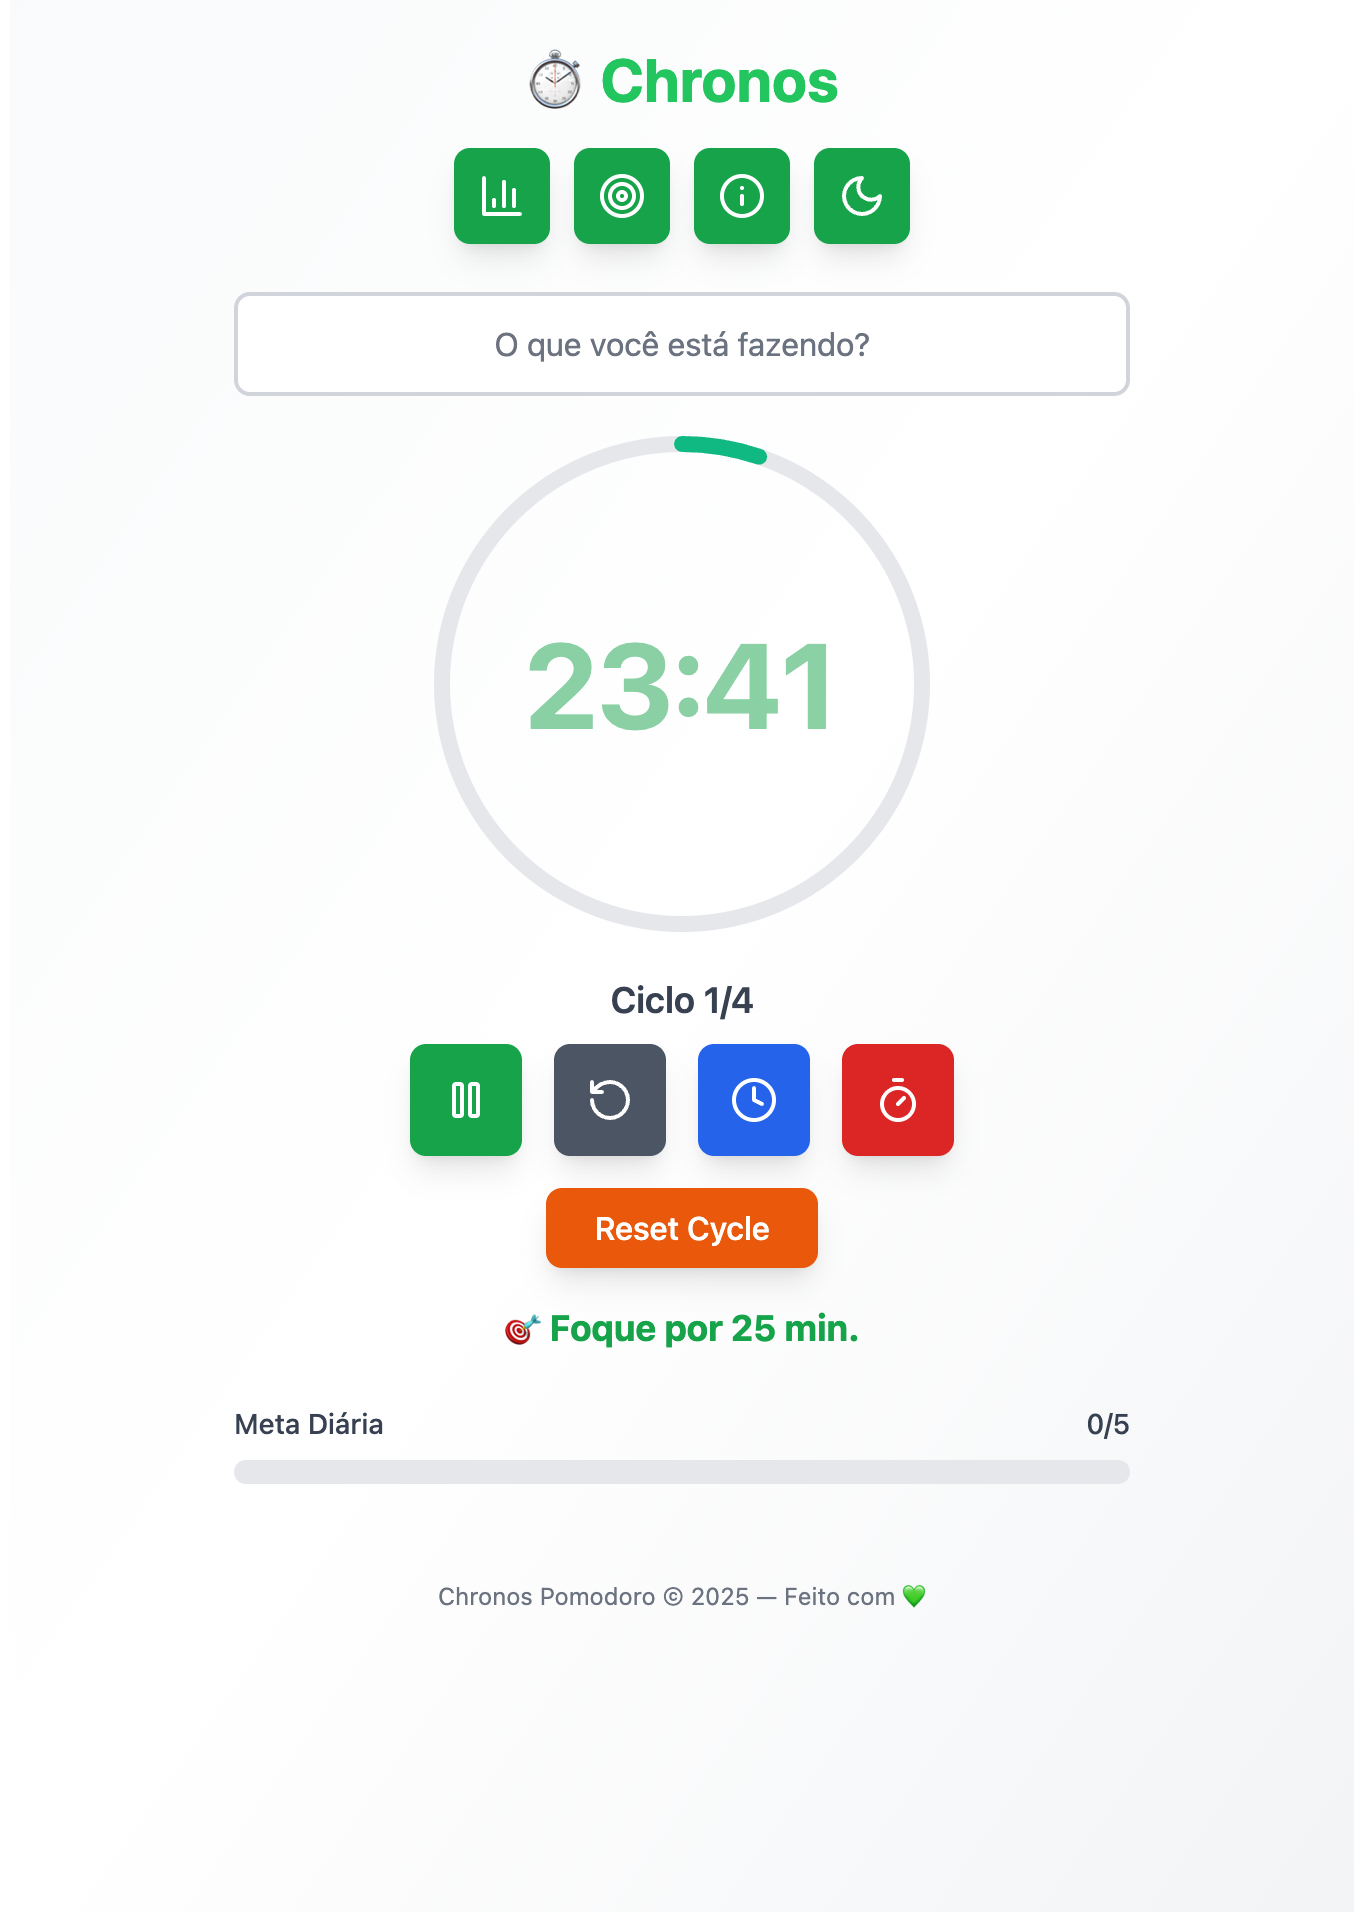 ⏱️ Chronos
O que você está fazendo?
23:41
Ciclo 1/4
Reset Cycle
🎯 Foque por 25 min.
Meta Diária 0/5
Chronos Pomodoro © 2025 — Feito com 💚